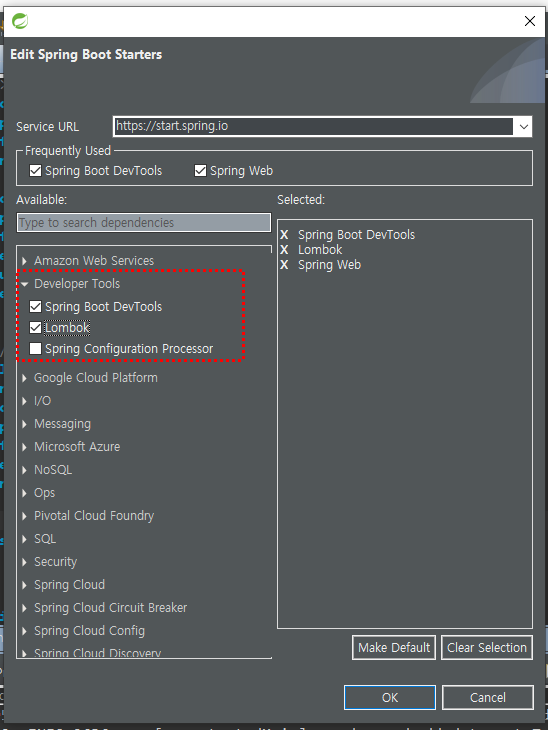 Edit Spring Boot Starters
Service URL https://start.spring.io
Frequently Used
Spring Boot DevTools Spring Web
Available: Selected:
Type to search dependencies
X Spring Boot DevTools
X Lombok
X Spring Web
Amazon Web Services
Developer Tools
Spring Boot DevTools
Lombok
Spring Configuration Processor
Google Cloud Platform
I/O
Messaging
Microsoft Azure
NoSQL
Ops
Pivotal Cloud Foundry
SQL
Security
Spring Cloud
Spring Cloud Circuit Breaker
Spring Cloud Config
Spring Cloud Discovery
Make Default Clear Selection
OK Cancel